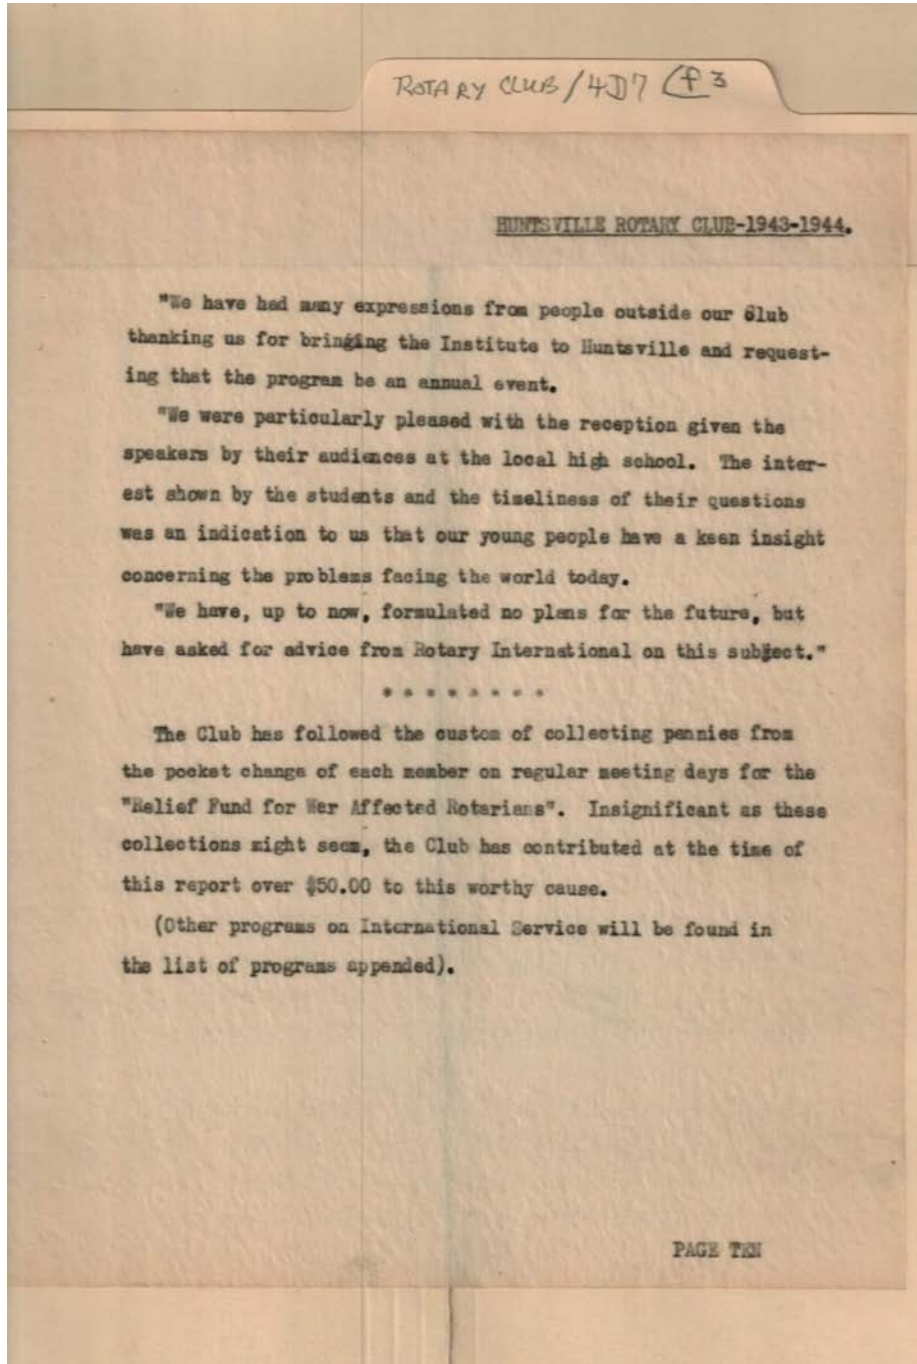 ROTARY CLUB/4D7 (P3
HUNTSVILLE ROTARY CLUB-1943-1944.
"We have had many expressions from people outside our Club
thanking us for bringing the Institute to Huntsville and request-
ing that the program be an annual event.
"We were particularly pleased with the reception given the
speakers by their audiences at the local high school. The inter-
est shown by the students and the timeliness of their questions
was an indication to us that our young people have a keen insight
concerning the problems facing the world today.
"We have, up to now, formulated no plans for the future, but
have asked for advice from Rotary International on this subject."
* * * * * * * *
The Club has followed the custom of collecting pennies from
the pocket change of each member on regular meeting days for the
"Relief Fund for War Affected Rotarians". Insignificant as these
collections might seem, the Club has contributed at the time of
this report over $50.00 to this worthy cause.
(Other programs on International Service will be found in
the list of programs appended).
PAGE TEN